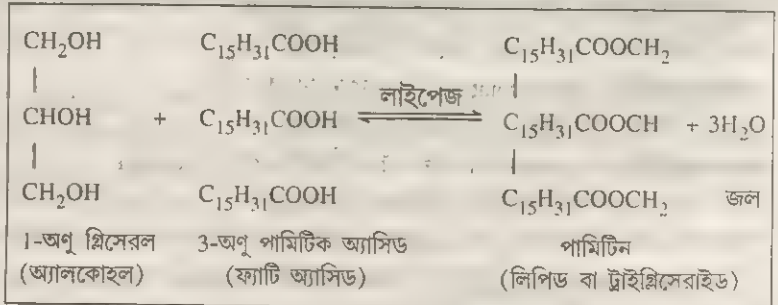 CH₂OH C₁₅H₃₁COOH C₁₅H₃₁COOCH₂
লাইপেজ
CHOH + C₁₅H₃₁COOH ⇌ C₁₅H₃₁COOCH + 3H₂O
CH₂OH C₁₅H₃₁COOH C₁₅H₃₁COOCH₂ জল
1-অণু গ্লিসেরল 3-অণু পামিটিক অ্যাসিড পামিটিন
(অ্যালকোহল) (ফ্যাটি অ্যাসিড) (লিপিড বা ট্রাইগ্লিসেরাইড)